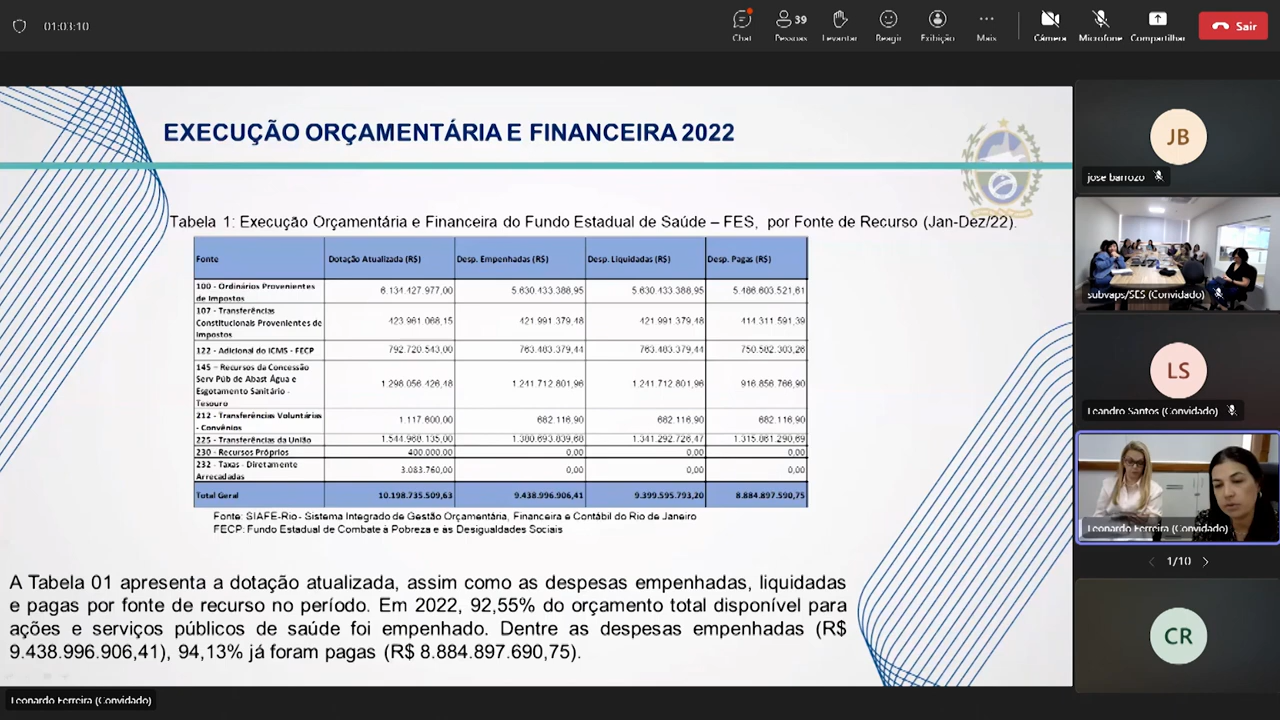 01:03:10
Chat
39
Pessoas
Levantar
Reagir
Exibição
Mais
Câmera
Microfone
Compartilhar
Sair
EXECUÇÃO ORÇAMENTÁRIA E FINANCEIRA 2022
Tabela 1: Execução Orçamentária e Financeira do Fundo Estadual de Saúde – FES, por Fonte de Recurso (Jan-Dez/22).
Fonte Dotação Atualizada (R$) Desp. Empenhadas (R$) Desp. Liquidadas (R$) Desp. Pagas (R$)
100 - Ordinários Provenientes
de Impostos
6.134.427.977,00 5.630.433.388,95 5.630.433.388,95 5.486.603.521,61
107 - Transferências
Constitucionais Provenientes de
Impostos
423.961.068,15 421.991.379,48 421.991.379,48 414.311.591,39
122 - Adicional do ICMS - FECP 792.720.543,00 763.483.379,44 763.483.379,44 750.582.303,26
145 – Recursos da Concessão
Serv Púb de Abast Água e
Esgotamento Sanitário -
Tesouro
1.298.056.426,48 1.241.712.801,96 1.241.712.801,96 916.856.766,90
212 - Transferências Voluntárias
- Convênios
1.117.600,00 682.116,90 682.116,90 682.116,90
225 - Transferências da União 1.544.968.135,00 1.380.693.839,68 1.341.292.726,47 1.315.861.290,69
230 - Recursos Próprios 400.000,00 0,00 0,00 0,00
232 - Taxas - Diretamente
Arrecadadas
3.083.760,00 0,00 0,00 0,00
Total Geral 10.198.735.509,63 9.438.996.906,41 9.399.595.793,20 8.884.897.590,75
Fonte: SIAFE-Rio - Sistema Integrado de Gestão Orçamentária, Financeira e Contábil do Rio de Janeiro
FECP: Fundo Estadual de Combate à Pobreza e às Desigualdades Sociais
A Tabela 01 apresenta a dotação atualizada, assim como as despesas empenhadas, liquidadas
e pagas por fonte de recurso no período. Em 2022, 92,55% do orçamento total disponível para
ações e serviços públicos de saúde foi empenhado. Dentre as despesas empenhadas (R$
9.438.996.906,41), 94,13% já foram pagas (R$ 8.884.897.690,75).
Leonardo Ferreira (Convidado)
JB
jose barrozo
subvaps/SES (Convidado)
LS
Leandro Santos (Convidado)
Leonardo Ferreira (Convidado)
1/10
CR